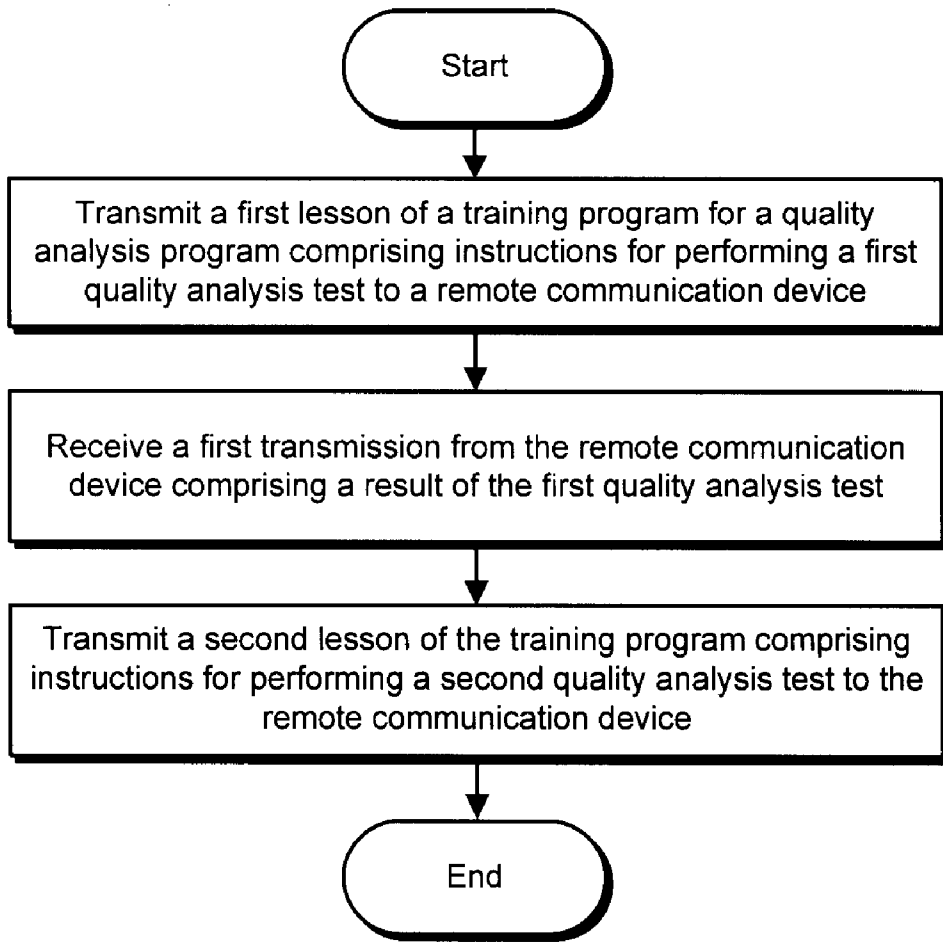 Start
Transmit a first lesson of a training program for a quality
analysis program comprising instructions for performing a first
quality analysis test to a remote communication device
Receive a first transmission from the remote communication
device comprising a result of the first quality analysis test
Transmit a second lesson of the training program comprising
instructions for performing a second quality analysis test to the
remote communication device
End